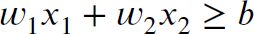 w₁x₁ + w₂x₂ ≥ b